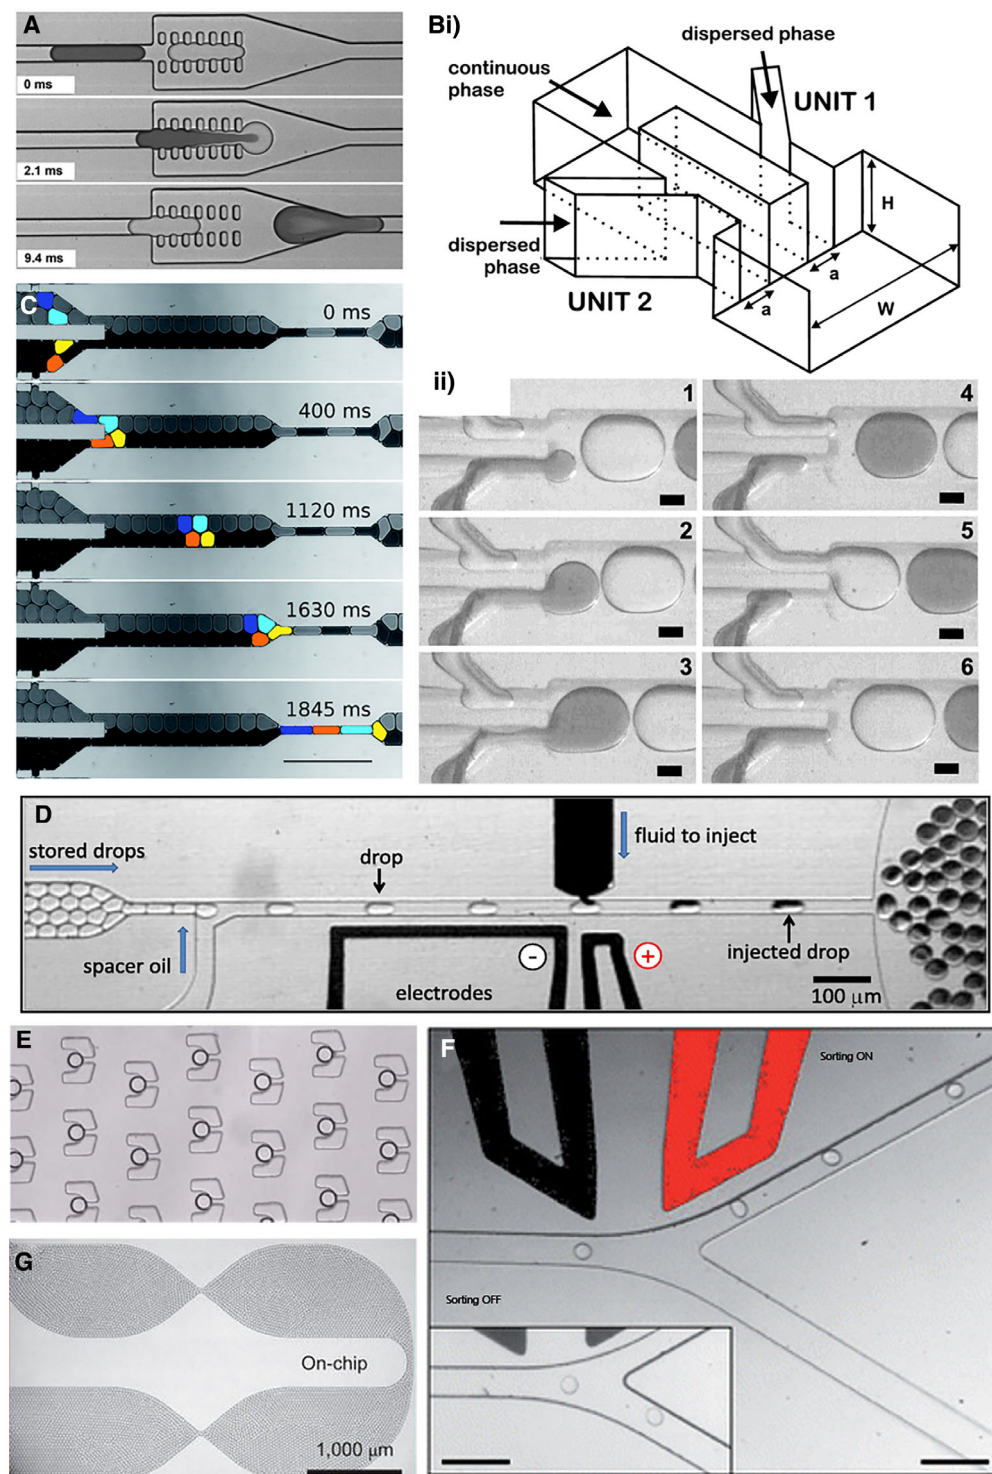 A
0 ms
2.1 ms
9.4 ms
Bi)
dispersed phase
continuous
phase
UNIT 1
H
dispersed
phase
a
a
W
UNIT 2
C
0 ms
400 ms
1120 ms
1630 ms
1845 ms
ii)
1
4
2
5
3
6
D
stored drops
drop
fluid to inject
spacer oil
electrodes
-
+
injected drop
100 μm
E
F
Sorting ON
Sorting OFF
G
On-chip
1,000 μm